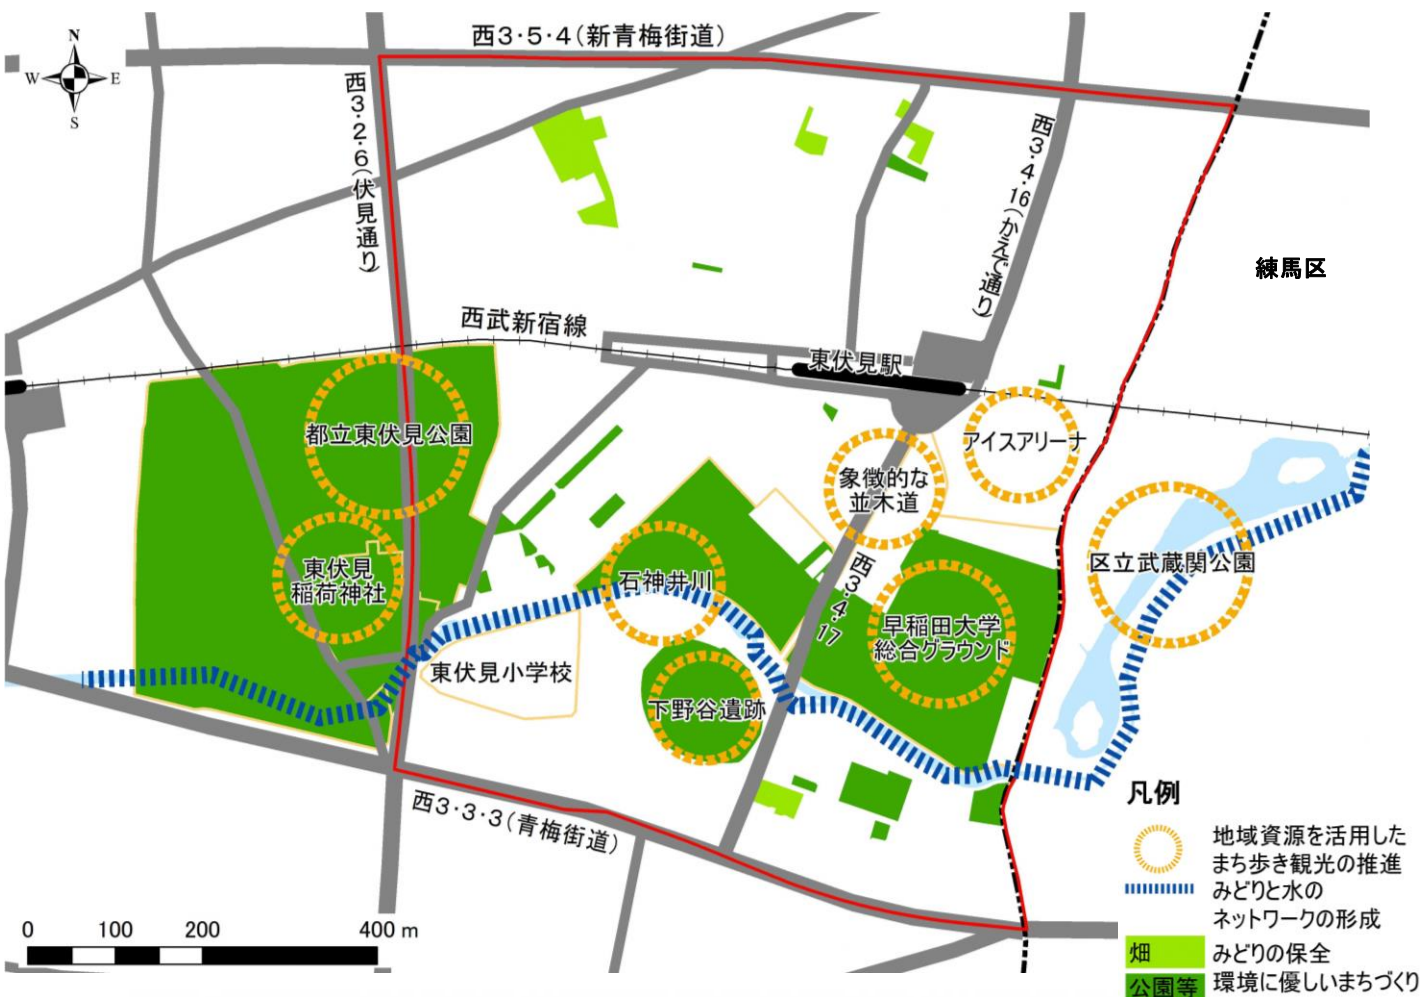 西3・5・4(新青梅街道)
N
W
E
S
西3・2・6(伏見通り)
西3・4・16(かえで通り)
練馬区
西武新宿線
東伏見駅
都立東伏見公園
アイスアリーナ
象徴的な
並木道
東伏見
稲荷神社
石神井川
区立武蔵関公園
西3・4・17
早稲田大学
総合グラウンド
東伏見小学校
下野谷遺跡
西3・3・3(青梅街道)
凡例
地域資源を活用した
まち歩き観光の推進
みどりと水の
ネットワークの形成
畑
みどりの保全
公園等
環境に優しいまちづくり
0 100 200 400 m